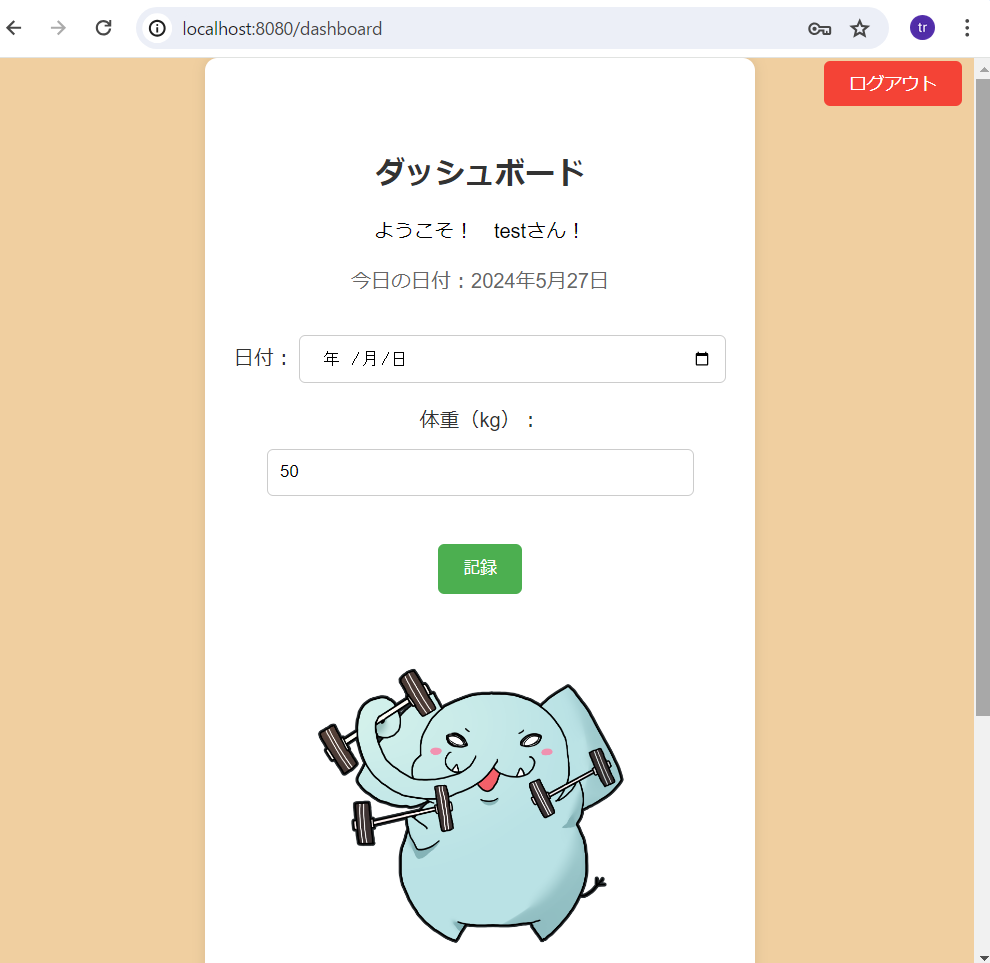 localhost:8080/dashboard
tr
ログアウト
ダッシュボード
ようこそ！　testさん！
今日の日付：2024年5月27日
日付： 年 /月/日
体重（kg）：
50
記録